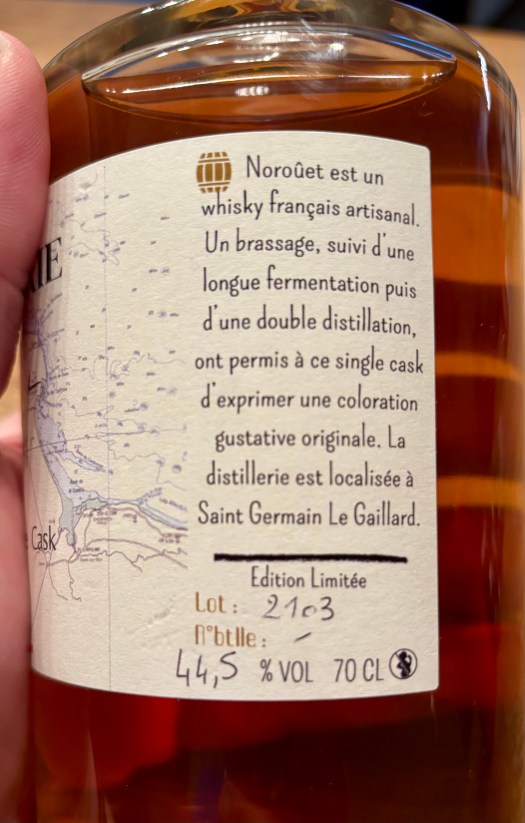 Noroûet est un
whisky français artisanal.
Un brassage, suivi d'une
longue fermentation puis
d'une double distillation,
ont permis à ce single cask
d'exprimer une coloration
gustative originale. La
distillerie est localisée à
Saint Germain Le Gaillard.
Edition Limitée
Lot : 2103
N°btlle : -
44,5 % VOL 70 CL
Cask